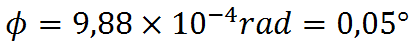 ϕ = 9,88 × 10⁻⁴rad = 0,05°